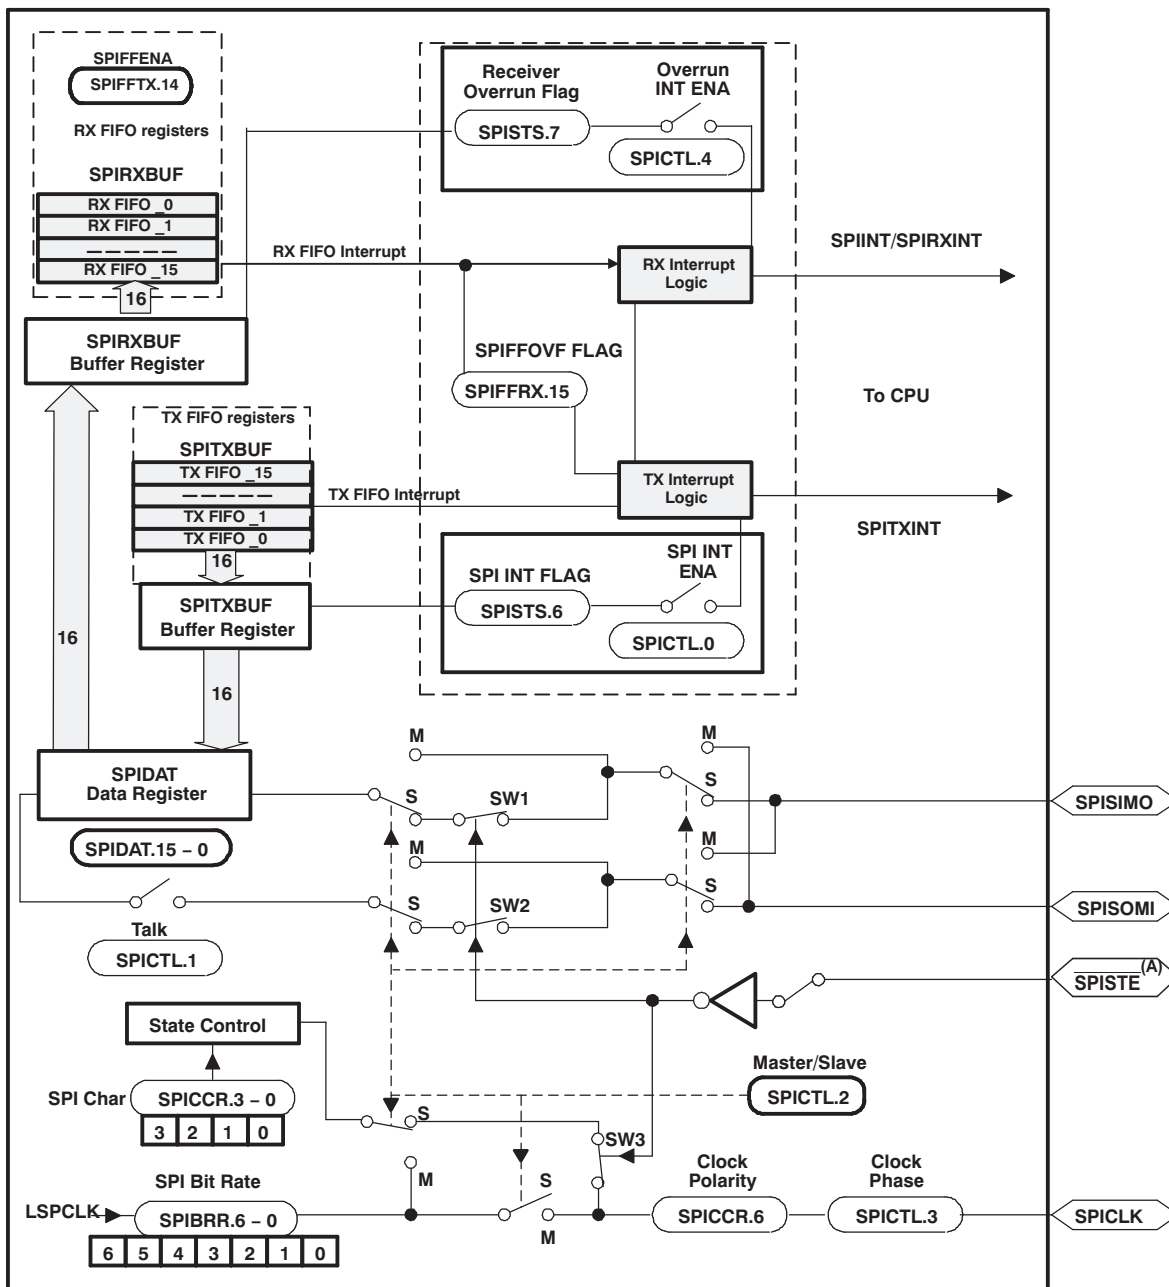 SPIFFENA
SPIFFTX.14
RX FIFO registers
SPIRXBUF
RX FIFO _0
RX FIFO _1
– – – – –
RX FIFO _15
16
SPIRXBUF
Buffer Register
Receiver
Overrun Flag
SPISTS.7
Overrun
INT ENA
SPICTL.4
RX FIFO Interrupt
RX Interrupt
Logic
SPIINT/SPIRXINT
SPIFFOVF FLAG
SPIFFRX.15
To CPU
TX FIFO registers
SPITXBUF
TX FIFO _15
– – – – –
TX FIFO _1
TX FIFO _0
16
TX FIFO Interrupt
TX Interrupt
Logic
SPITXINT
SPITXBUF
Buffer Register
SPI INT FLAG
SPISTS.6
SPI INT
ENA
SPICTL.0
16
16
SPIDAT
Data Register
SPIDAT.15 – 0
Talk
SPICTL.1
M
S
SW1
M
S
SW2
M
S
M
S
SPISIMO
SPISOMI
SPISTE(A)
State Control
SPI Char
SPICCR.3 – 0
3 2 1 0
Master/Slave
SPICTL.2
S
M
SW3
S
M
SPI Bit Rate
LSPCLK
SPIBRR.6 – 0
6 5 4 3 2 1 0
Clock
Polarity
SPICCR.6
Clock
Phase
SPICTL.3
SPICLK